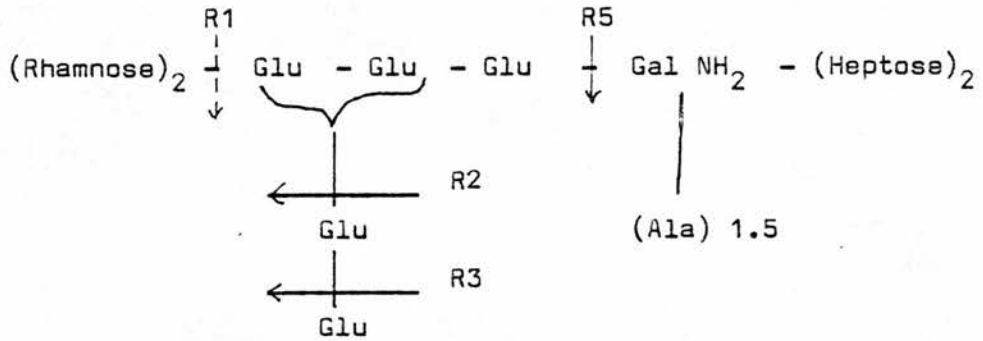 R1 R5
(Rhamnose)2 - Glu - Glu - Glu - Gal NH2 - (Heptose)2
R2
Glu (Ala) 1.5
R3
Glu